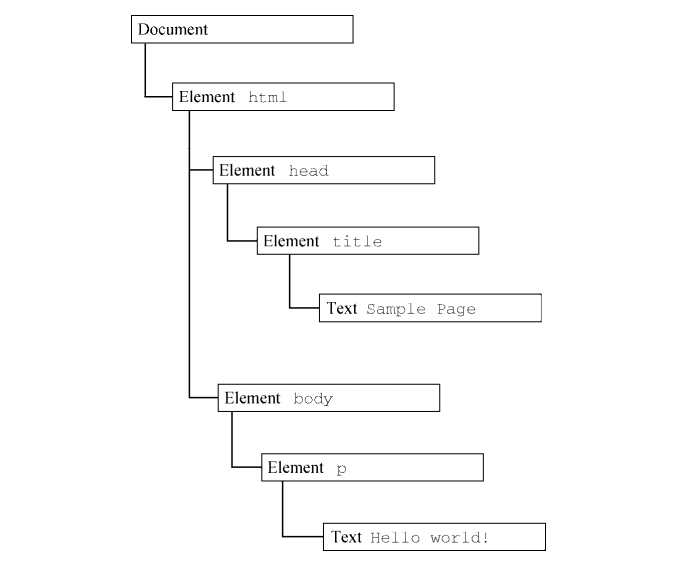 Document
Element html
Element head
Element title
Text Sample Page
Element body
Element p
Text Hello world!